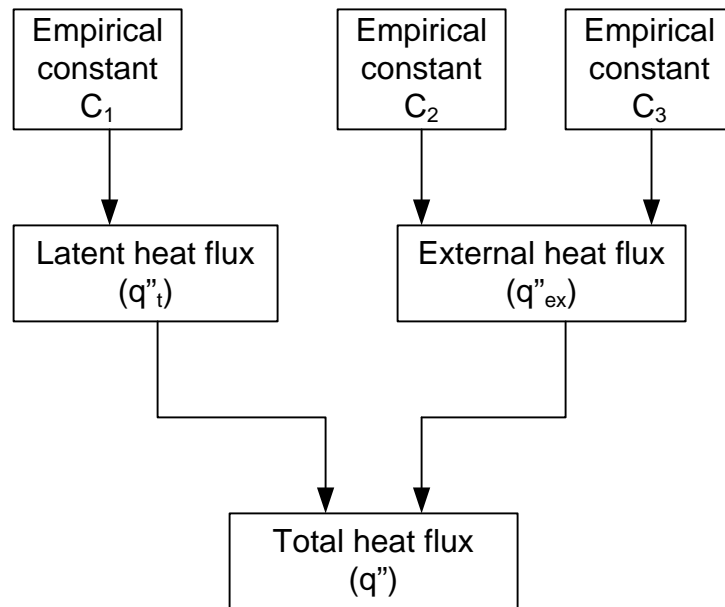 Empirical
constant
C₁
Empirical
constant
C₂
Empirical
constant
C₃
Latent heat flux
(q”ₜ)
External heat flux
(q”ₑₓ)
Total heat flux
(q”)